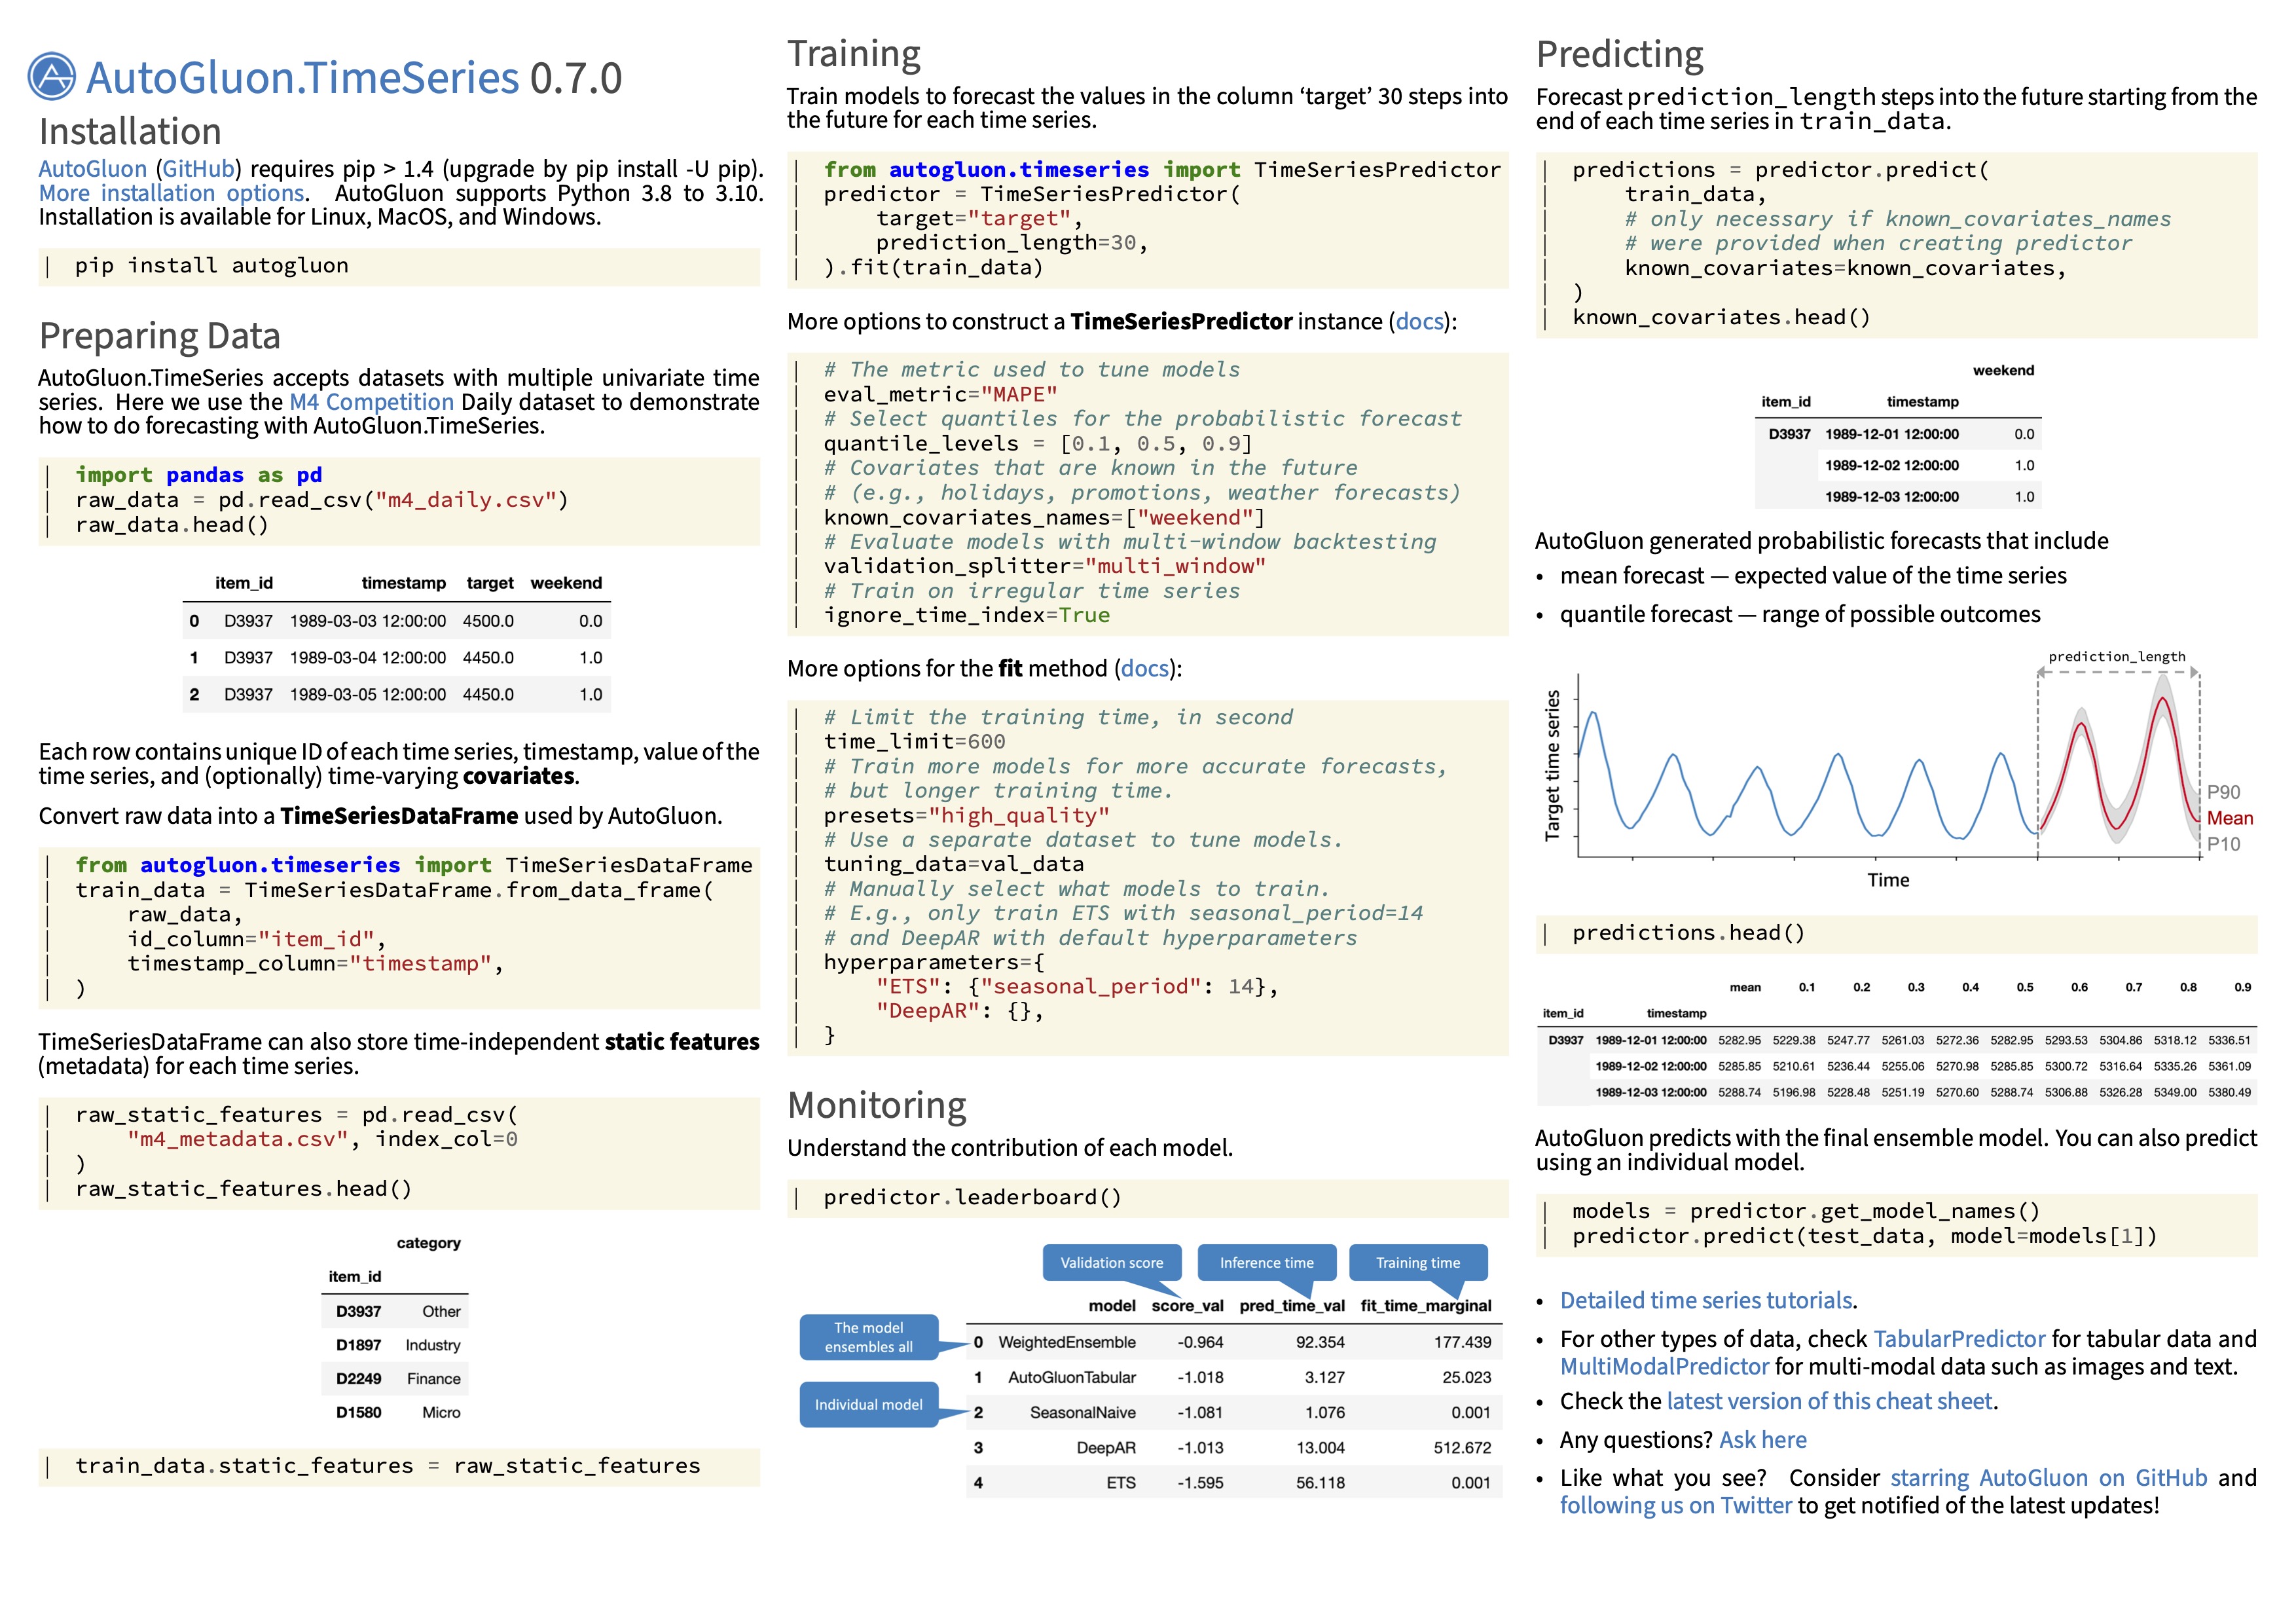 AutoGluon.TimeSeries 0.7.0
Installation
AutoGluon (GitHub) requires pip > 1.4 (upgrade by pip install -U pip).
More installation options. AutoGluon supports Python 3.8 to 3.10.
Installation is available for Linux, MacOS, and Windows.
| pip install autogluon
Preparing Data
AutoGluon.TimeSeries accepts datasets with multiple univariate time
series. Here we use the M4 Competition Daily dataset to demonstrate
how to do forecasting with AutoGluon.TimeSeries.
| import pandas as pd
| raw_data = pd.read_csv("m4_daily.csv")
| raw_data.head()
item_id timestamp target weekend
0 D3937 1989-03-03 12:00:00 4500.0 0.0
1 D3937 1989-03-04 12:00:00 4450.0 1.0
2 D3937 1989-03-05 12:00:00 4450.0 1.0
Each row contains unique ID of each time series, timestamp, value of the
time series, and (optionally) time-varying covariates.
Convert raw data into a TimeSeriesDataFrame used by AutoGluon.
| from autogluon.timeseries import TimeSeriesDataFrame
| train_data = TimeSeriesDataFrame.from_data_frame(
|     raw_data,
|     id_column="item_id",
|     timestamp_column="timestamp",
| )
TimeSeriesDataFrame can also store time-independent static features
(metadata) for each time series.
| raw_static_features = pd.read_csv(
|     "m4_metadata.csv", index_col=0
| )
| raw_static_features.head()
category
item_id
D3937 Other
D1897 Industry
D2249 Finance
D1580 Micro
| train_data.static_features = raw_static_features
Training
Train models to forecast the values in the column ‘target’ 30 steps into
the future for each time series.
| from autogluon.timeseries import TimeSeriesPredictor
| predictor = TimeSeriesPredictor(
|     target="target",
|     prediction_length=30,
| ).fit(train_data)
More options to construct a TimeSeriesPredictor instance (docs):
| # The metric used to tune models
| eval_metric="MAPE"
| # Select quantiles for the probabilistic forecast
| quantile_levels = [0.1, 0.5, 0.9]
| # Covariates that are known in the future
| # (e.g., holidays, promotions, weather forecasts)
| known_covariates_names=["weekend"]
| # Evaluate models with multi-window backtesting
| validation_splitter="multi_window"
| # Train on irregular time series
| ignore_time_index=True
More options for the fit method (docs):
| # Limit the training time, in second
| time_limit=600
| # Train more models for more accurate forecasts,
| # but longer training time.
| presets="high_quality"
| # Use a separate dataset to tune models.
| tuning_data=val_data
| # Manually select what models to train.
| # E.g., only train ETS with seasonal_period=14
| # and DeepAR with default hyperparameters
| hyperparameters={
|     "ETS": {"seasonal_period": 14},
|     "DeepAR": {},
| }
Monitoring
Understand the contribution of each model.
| predictor.leaderboard()
Validation score Inference time Training time
model score_val pred_time_val fit_time_marginal
The model
ensembles all
0 WeightedEnsemble -0.964 92.354 177.439
1 AutoGluonTabular -1.018 3.127 25.023
Individual model
2 SeasonalNaive -1.081 1.076 0.001
3 DeepAR -1.013 13.004 512.672
4 ETS -1.595 56.118 0.001
Predicting
Forecast prediction_length steps into the future starting from the
end of each time series in train_data.
| predictions = predictor.predict(
|     train_data,
|     # only necessary if known_covariates_names
|     # were provided when creating predictor
|     known_covariates=known_covariates,
| )
| known_covariates.head()
weekend
item_id timestamp
D3937 1989-12-01 12:00:00 0.0
1989-12-02 12:00:00 1.0
1989-12-03 12:00:00 1.0
AutoGluon generated probabilistic forecasts that include
• mean forecast — expected value of the time series
• quantile forecast — range of possible outcomes
prediction_length
Target time series
P90
Mean
P10
Time
| predictions.head()
mean 0.1 0.2 0.3 0.4 0.5 0.6 0.7 0.8 0.9
item_id timestamp
D3937 1989-12-01 12:00:00 5282.95 5229.38 5247.77 5261.03 5272.36 5282.95 5293.53 5304.86 5318.12 5336.51
1989-12-02 12:00:00 5285.85 5210.61 5236.44 5255.06 5270.98 5285.85 5300.72 5316.64 5335.26 5361.09
1989-12-03 12:00:00 5288.74 5196.98 5228.48 5251.19 5270.60 5288.74 5306.88 5326.28 5349.00 5380.49
AutoGluon predicts with the final ensemble model. You can also predict
using an individual model.
| models = predictor.get_model_names()
| predictor.predict(test_data, model=models[1])
• Detailed time series tutorials.
• For other types of data, check TabularPredictor for tabular data and
MultiModalPredictor for multi-modal data such as images and text.
• Check the latest version of this cheat sheet.
• Any questions? Ask here
• Like what you see? Consider starring AutoGluon on GitHub and
following us on Twitter to get notified of the latest updates!